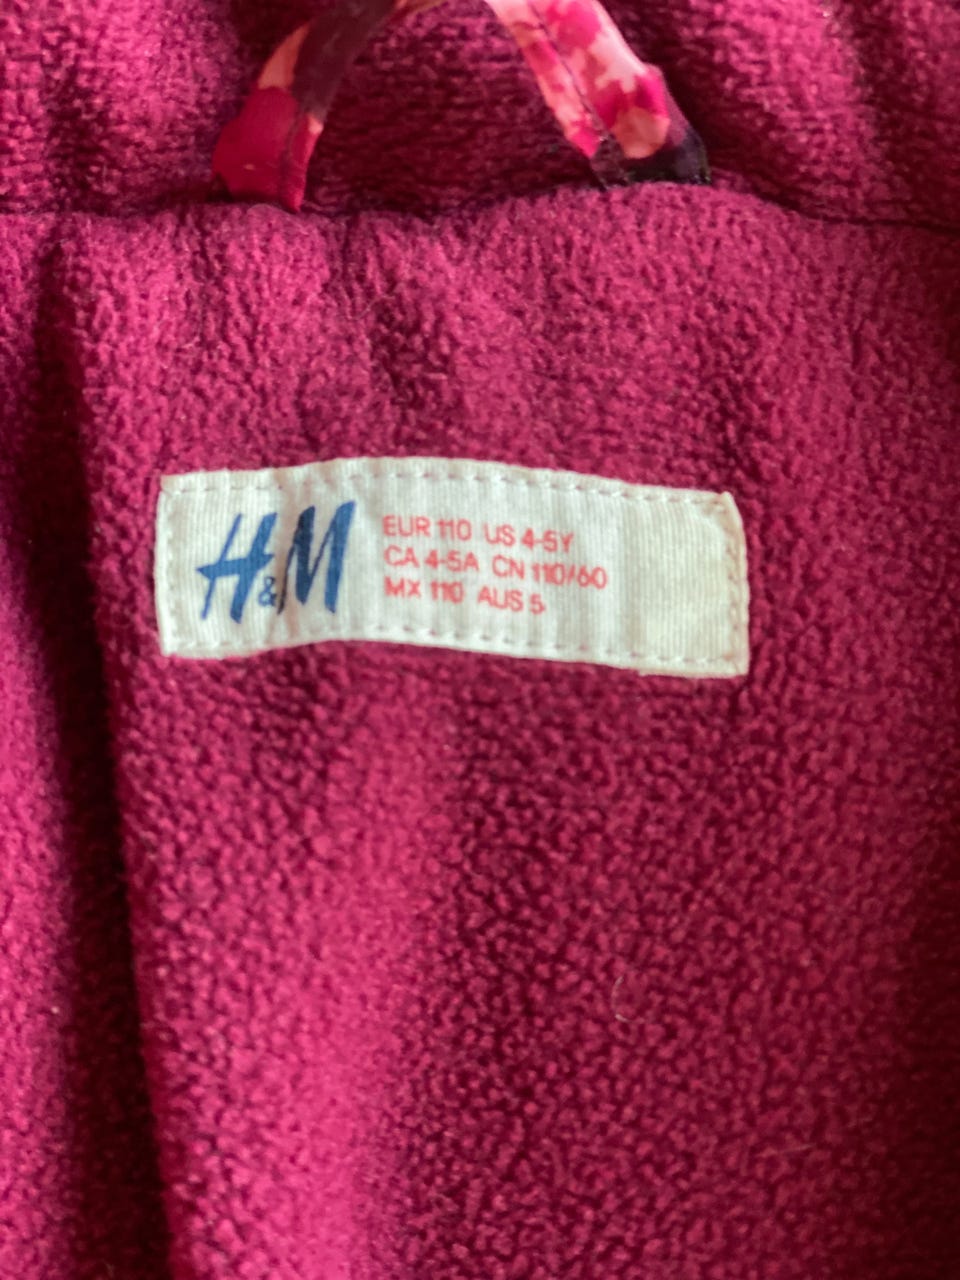 H&M
EUR 110 US 4-5Y
CA 4-5A CN 110/60
MX 110 AUS 5